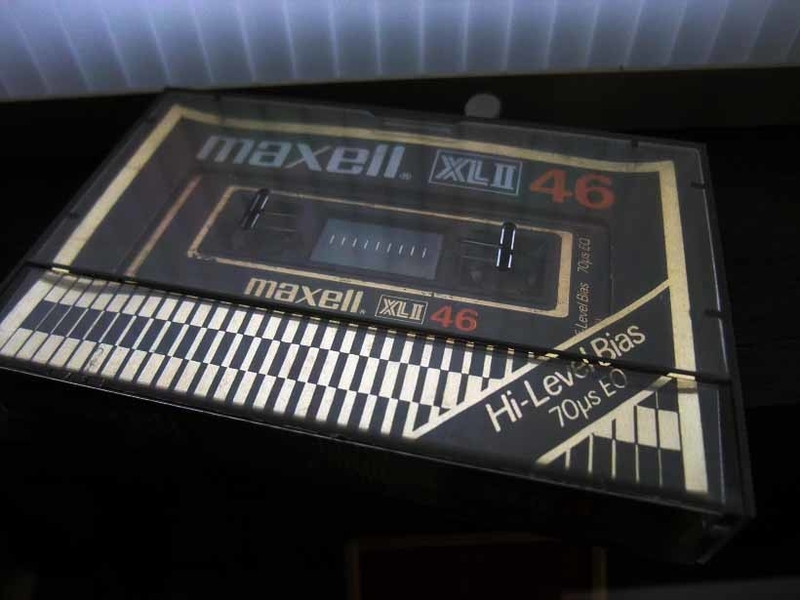 maxell® XLII 46
maxell® XLII 46
-Level Bias 70µs EQ
Hi-Level Bias
70µs EQ